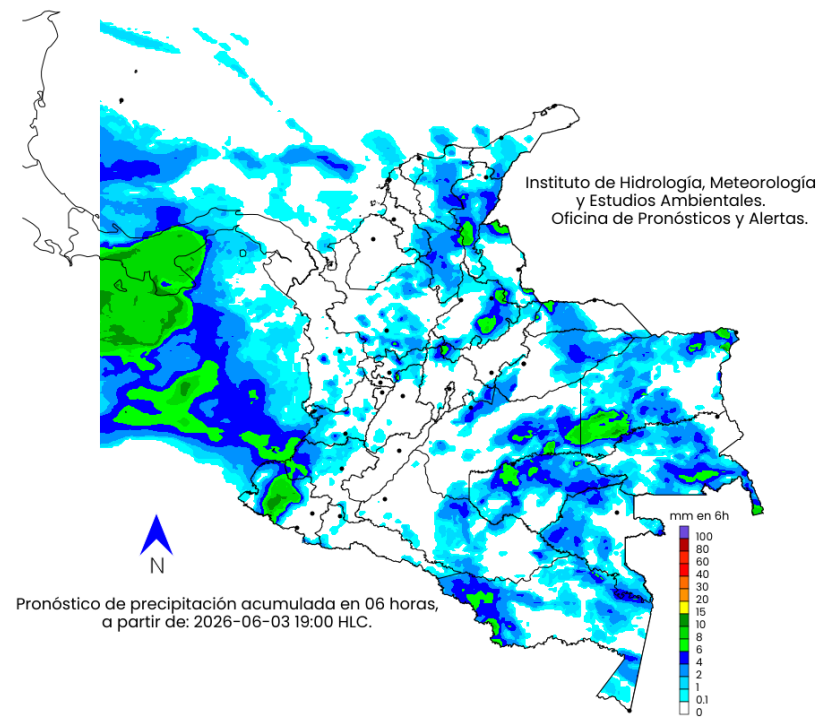 Instituto de Hidrología, Meteorología
y Estudios Ambientales.
Oficina de Pronósticos y Alertas.
mm en 6h
100
80
60
40
30
20
15
10
8
6
4
2
1
0.1
0
N
Pronóstico de precipitación acumulada en 06 horas,
a partir de: 2026-06-03 19:00 HLC.